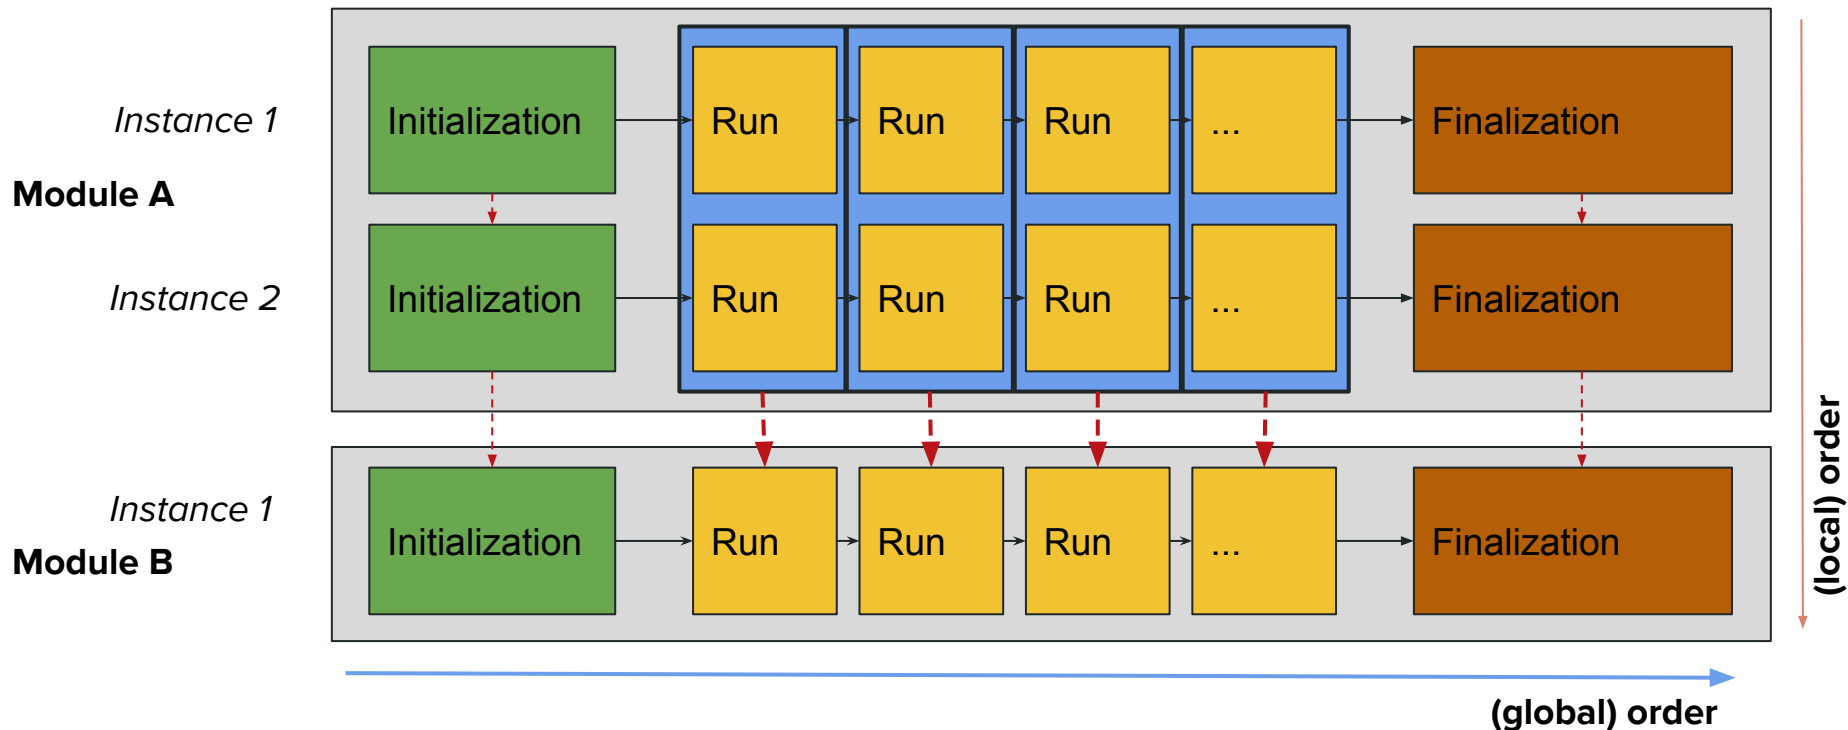 Instance 1
Module A
Initialization
Run
Run
Run
...
Finalization
Instance 2
Initialization
Run
Run
Run
...
Finalization
Instance 1
Module B
Initialization
Run
Run
Run
...
Finalization
(local) order
(global) order